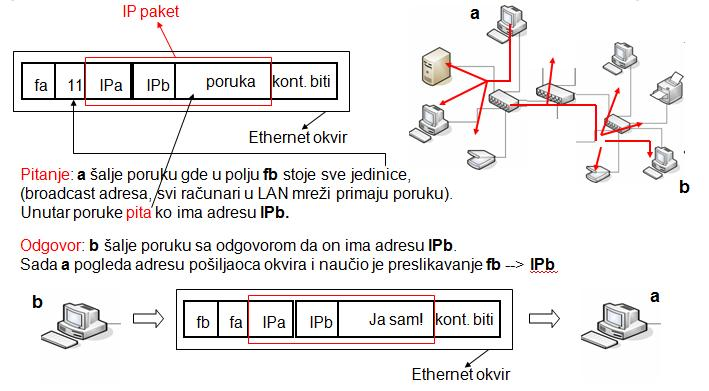 IP paket
a
fa 11 IPa IPb poruka kont. biti
Ethernet okvir
Pitanje: a šalje poruku gde u polju fb stoje sve jedinice,
(broadcast adresa, svi računari u LAN mreži primaju poruku).
Unutar poruke pita ko ima adresu IPb.
b
Odgovor: b šalje poruku sa odgovorom da on ima adresu IPb.
Sada a pogleda adresu pošiljaoca okvira i naučio je preslikavanje fb --> IPb
b
a
fb fa IPa IPb Ja sam! kont. biti
Ethernet okvir